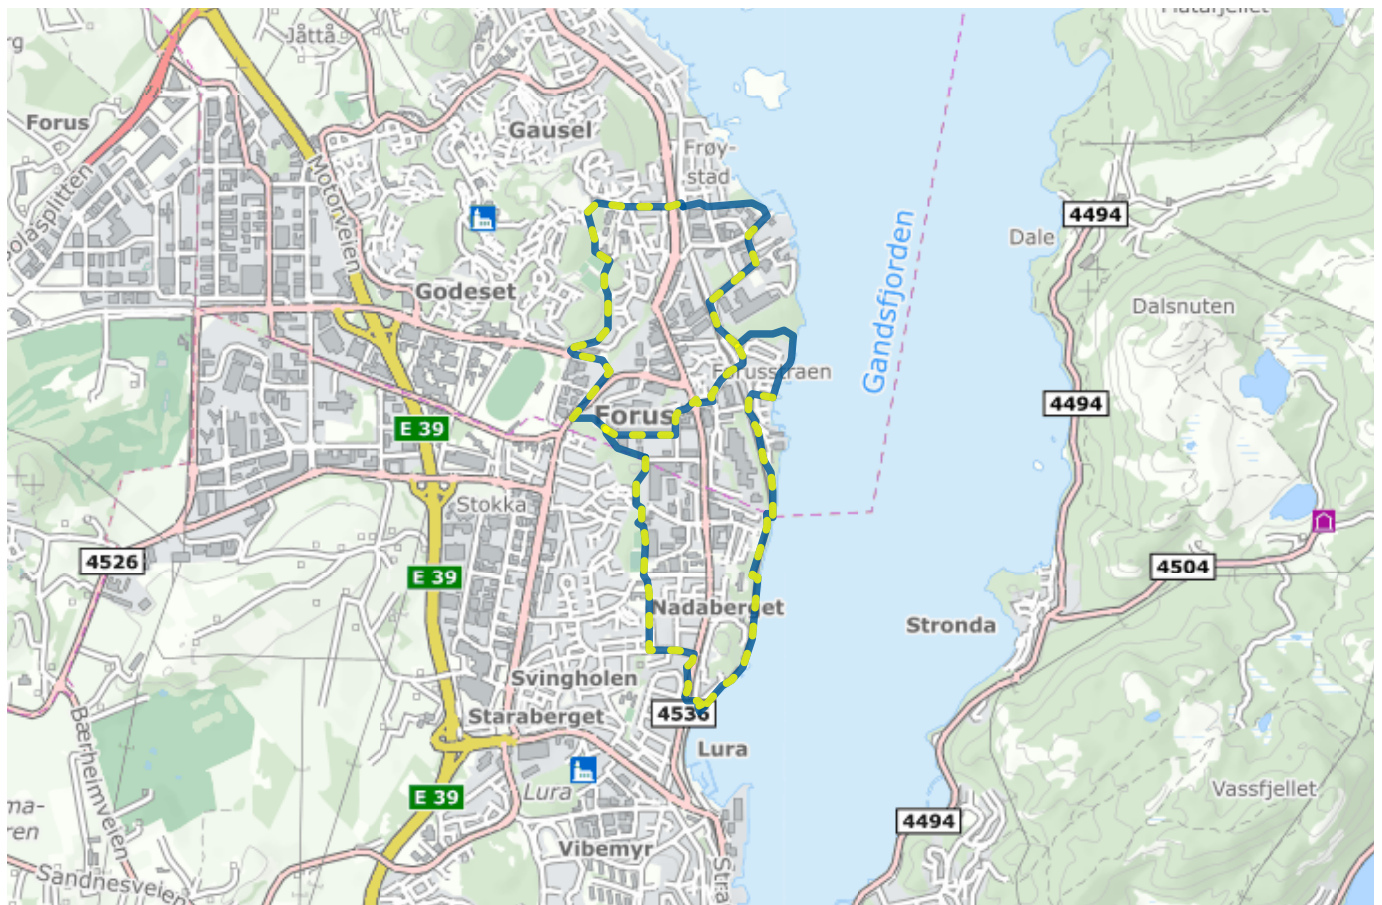 Jåttå
Forus
Gausel
Frøy-
stad
Motorveien
4494
Dale
Gandsfjorden
Godeset
Dalsnuten
Forusstraen
4494
Forus
E 39
Stokka
4526
E 39
4504
Nadaberget
Stronda
Svingholen
Staraberget
4536
Lura
Bærheimveien
E 39
Lura
Vassfjellet
4494
Vibemyr
Sandnesveien